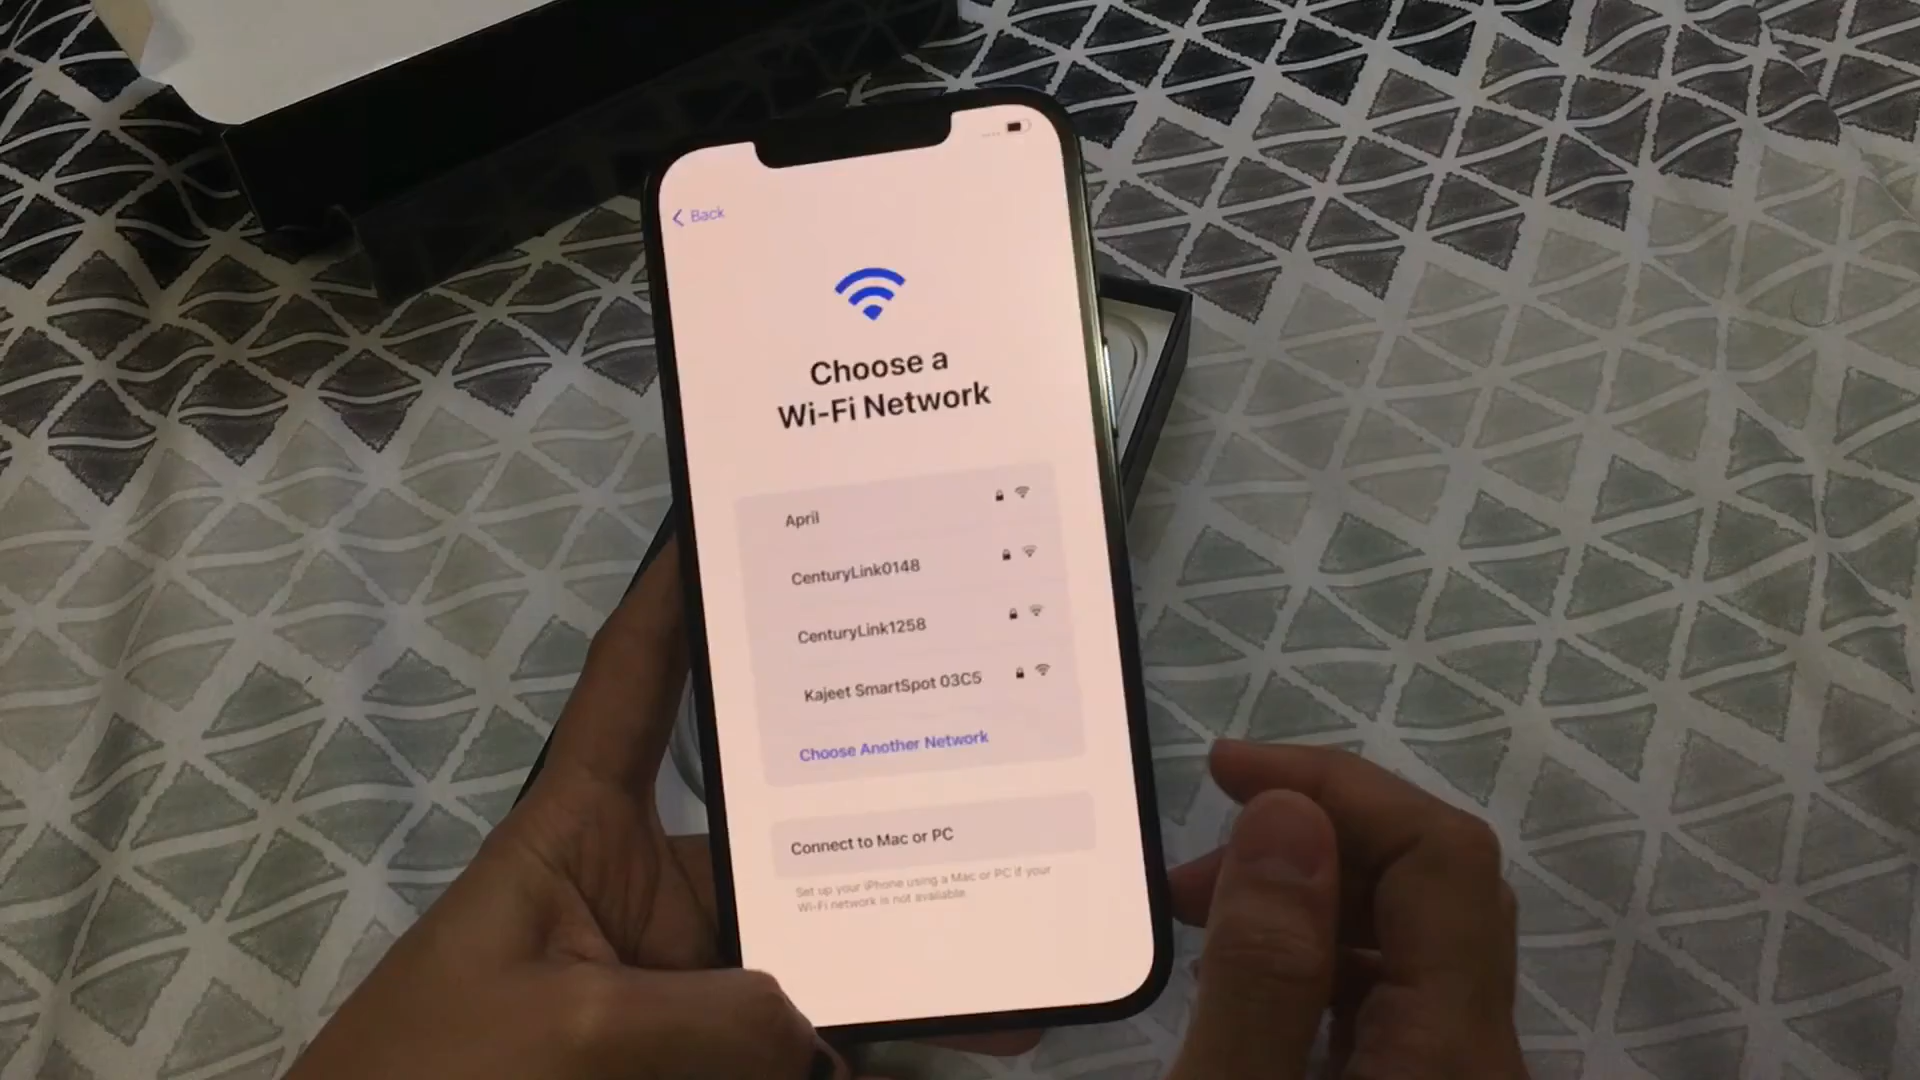 Back
Choose a
Wi-Fi Network
April
CenturyLink0148
CenturyLink1258
Kajeet SmartSpot 03C5
Choose Another Network
Connect to Mac or PC
Set up your iPhone using a Mac or PC if your
Wi-Fi network is not available.